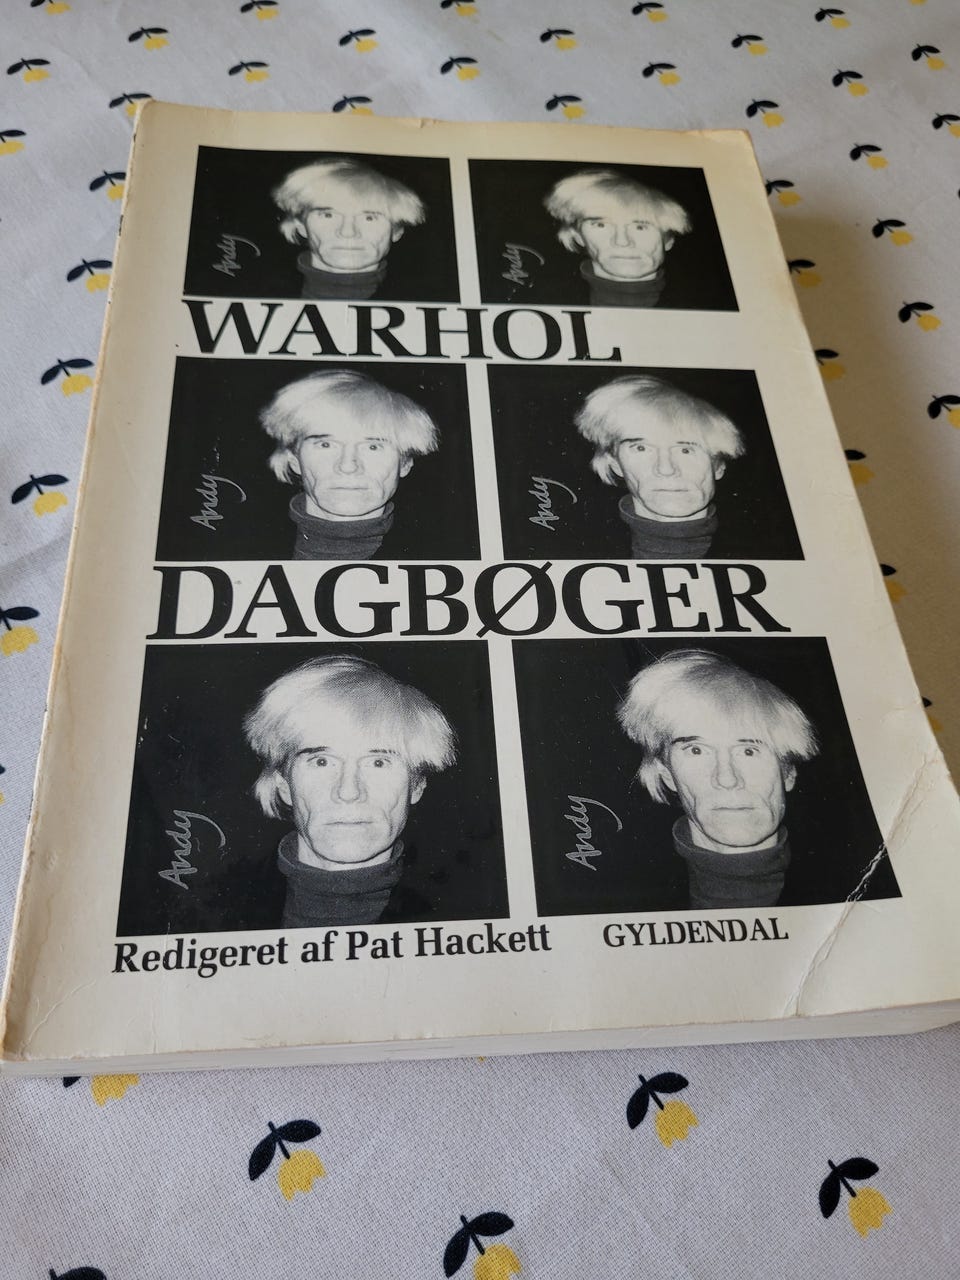 Andy
Andy
WARHOL
Andy
Andy
DAGBØGER
Andy
Andy
Redigeret af Pat Hackett
GYLDENDAL